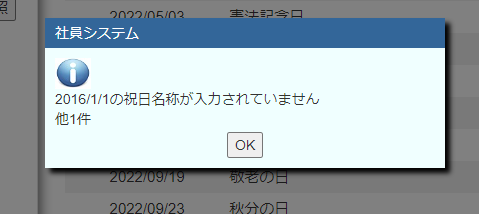 照
2022/05/03 憲法記念日
社員システム
2016/1/1の祝日名称が入力されていません
他1件
OK
2022/09/19 敬老の日
2022/09/23 秋分の日